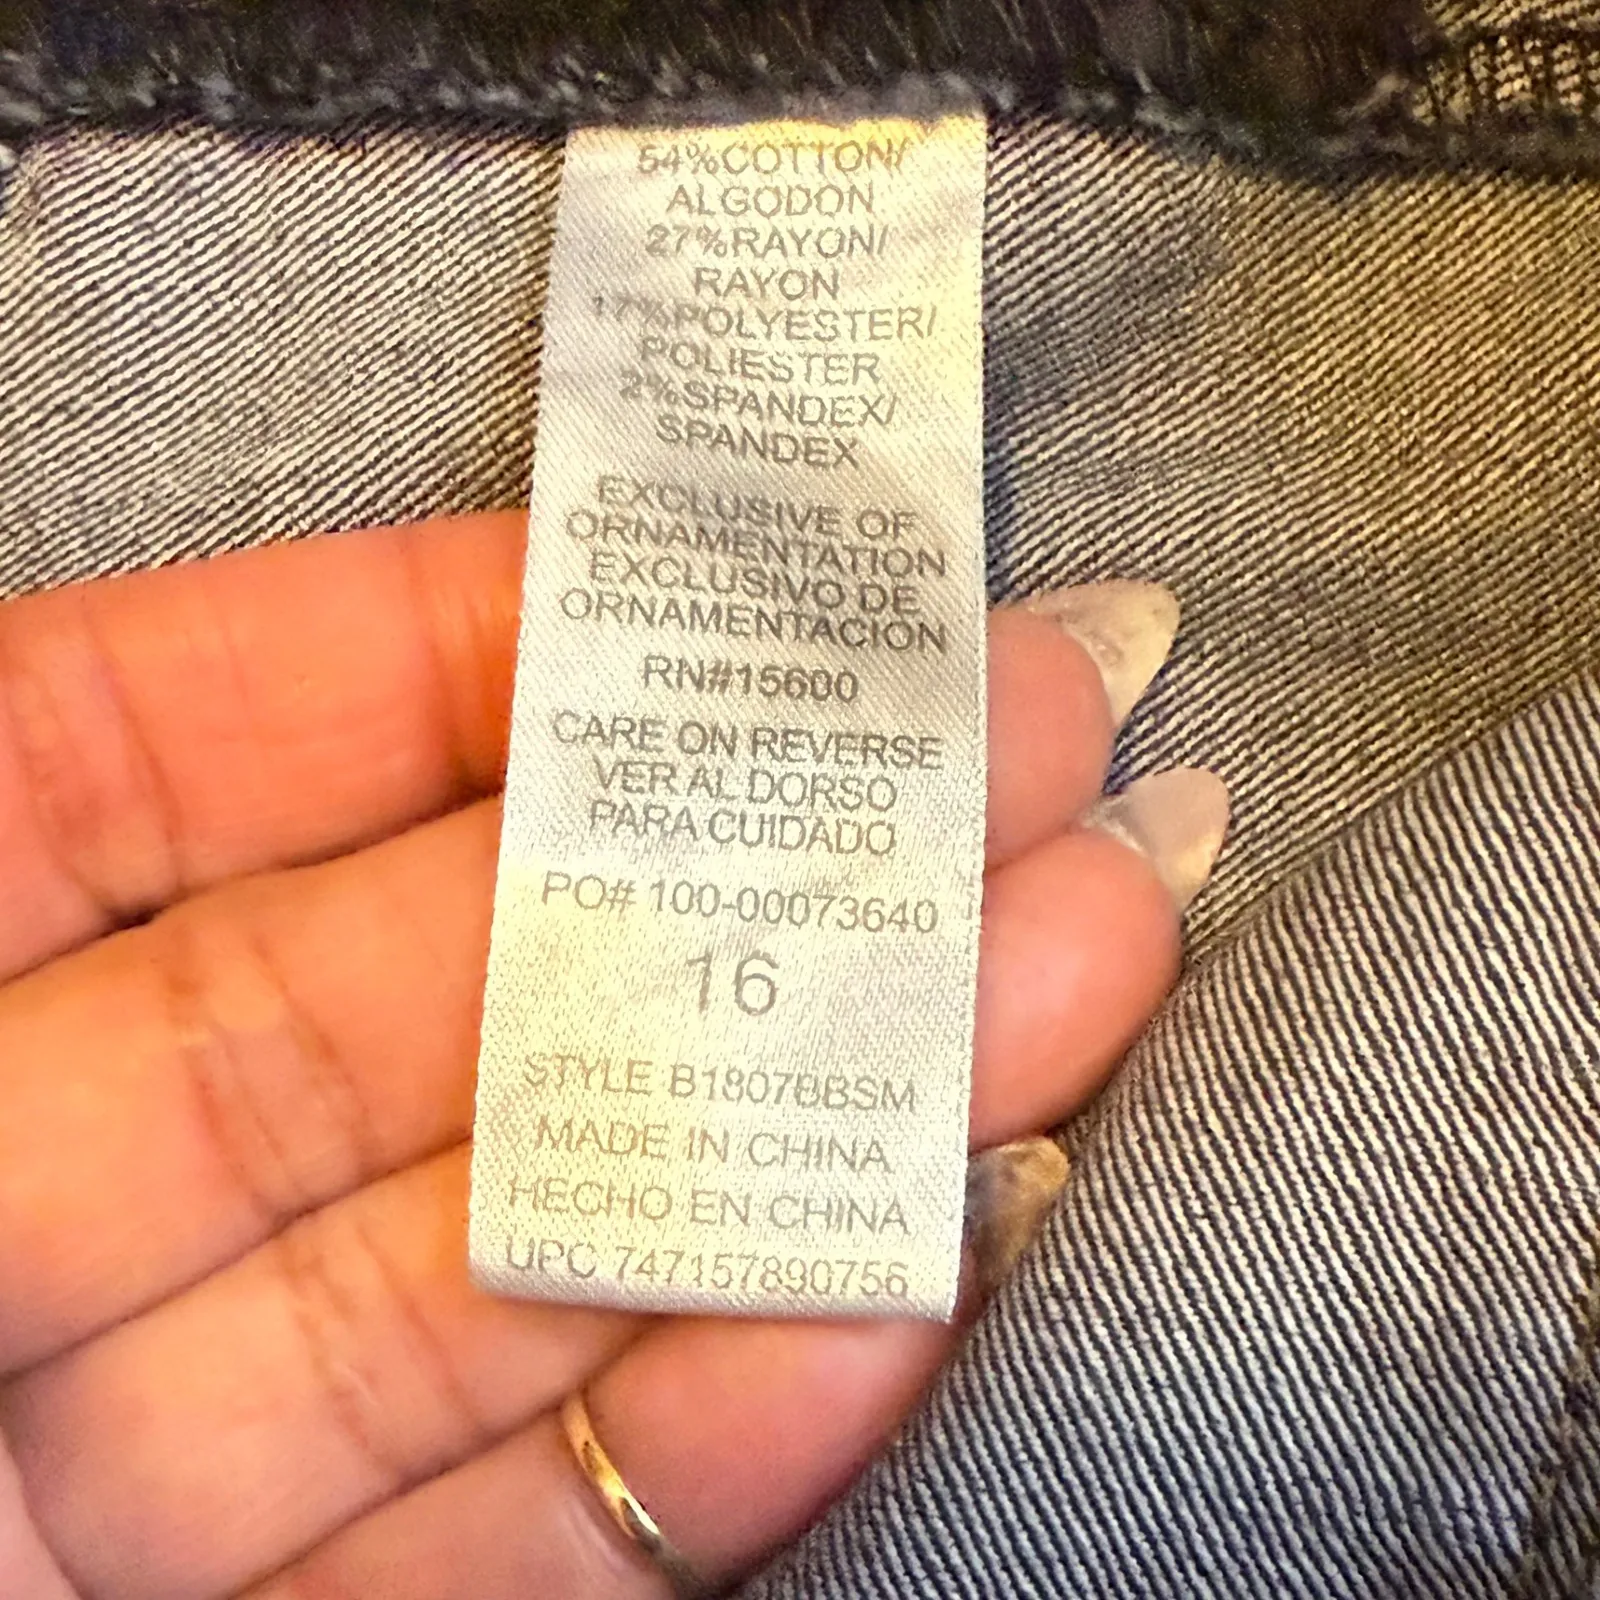 54%COTTON/
ALGODON
27%RAYON/
RAYON
17%POLYESTER/
POLIESTER
2%SPANDEX/
SPANDEX
EXCLUSIVE OF
ORNAMENTATION
EXCLUSIVO DE
ORNAMENTACION
RN#15600
CARE ON REVERSE
VER AL DORSO
PARA CUIDADO
PO# 100-00073640
16
STYLE B1807BBSM
MADE IN CHINA
HECHO EN CHINA
UPC 747157890756